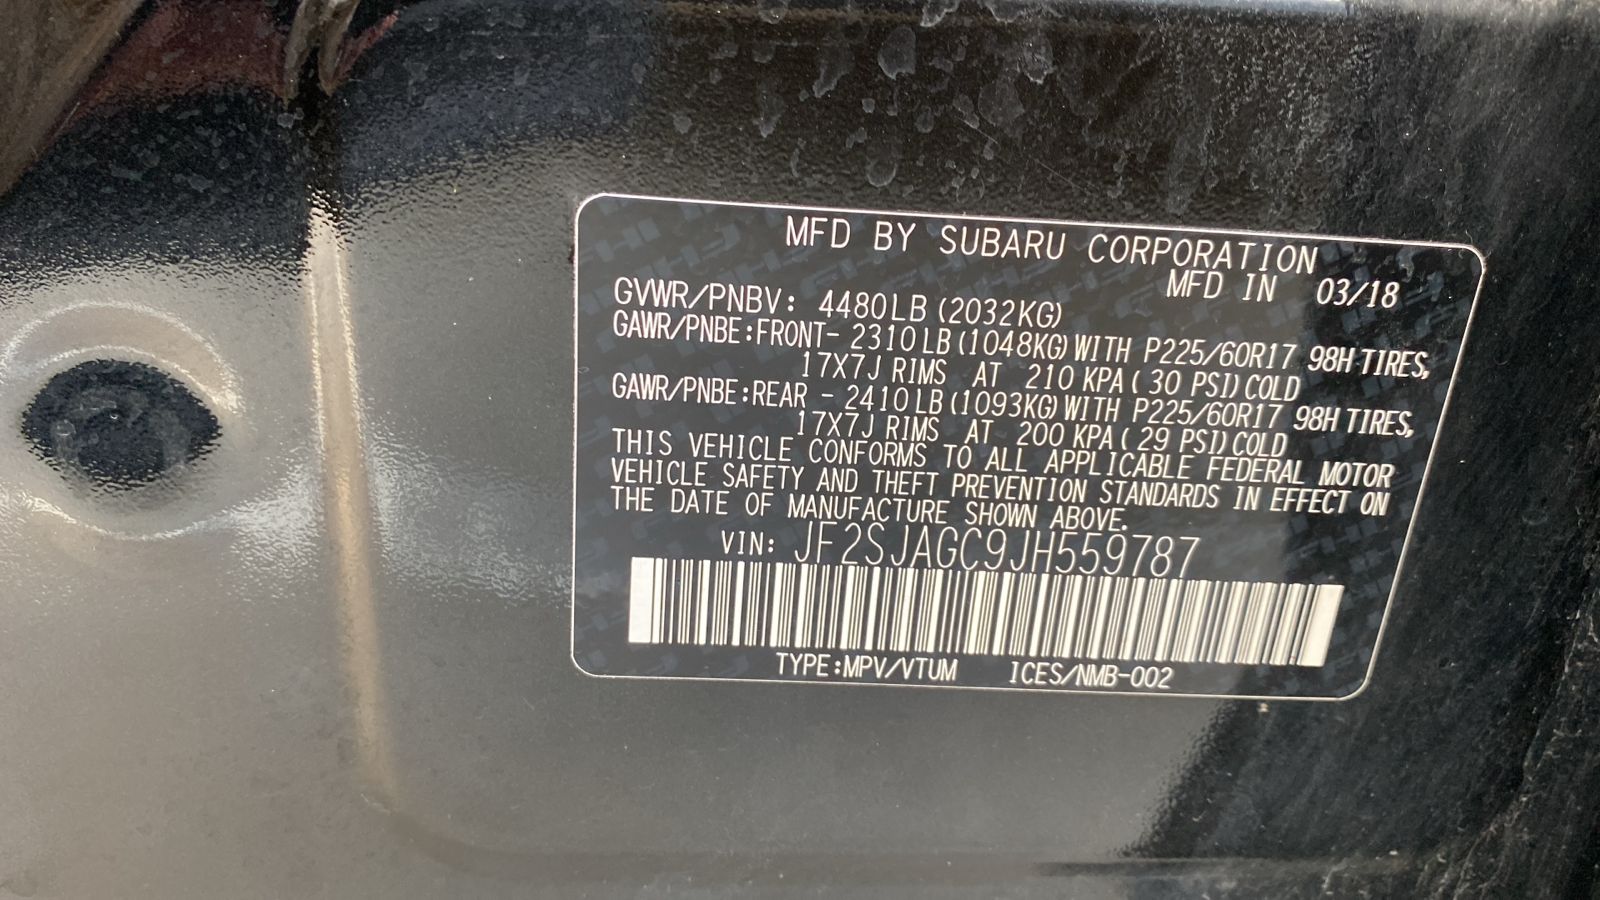 MFD BY SUBARU CORPORATION
MFD IN 03/18
GVWR/PNBV: 4480LB (2032KG)
GAWR/PNBE:FRONT- 2310LB (1048KG) WITH P225/60R17 98H TIRES,
17X7J RIMS AT 210 KPA ( 30 PSI) COLD
GAWR/PNBE:REAR - 2410LB (1093KG) WITH P225/60R17 98H TIRES,
17X7J RIMS AT 200 KPA ( 29 PSI) COLD
THIS VEHICLE CONFORMS TO ALL APPLICABLE FEDERAL MOTOR
VEHICLE SAFETY AND THEFT PREVENTION STANDARDS IN EFFECT ON
THE DATE OF MANUFACTURE SHOWN ABOVE.
VIN: JF2SJAGC9JH559787
TYPE:MPV/VTUM ICES/NMB-002